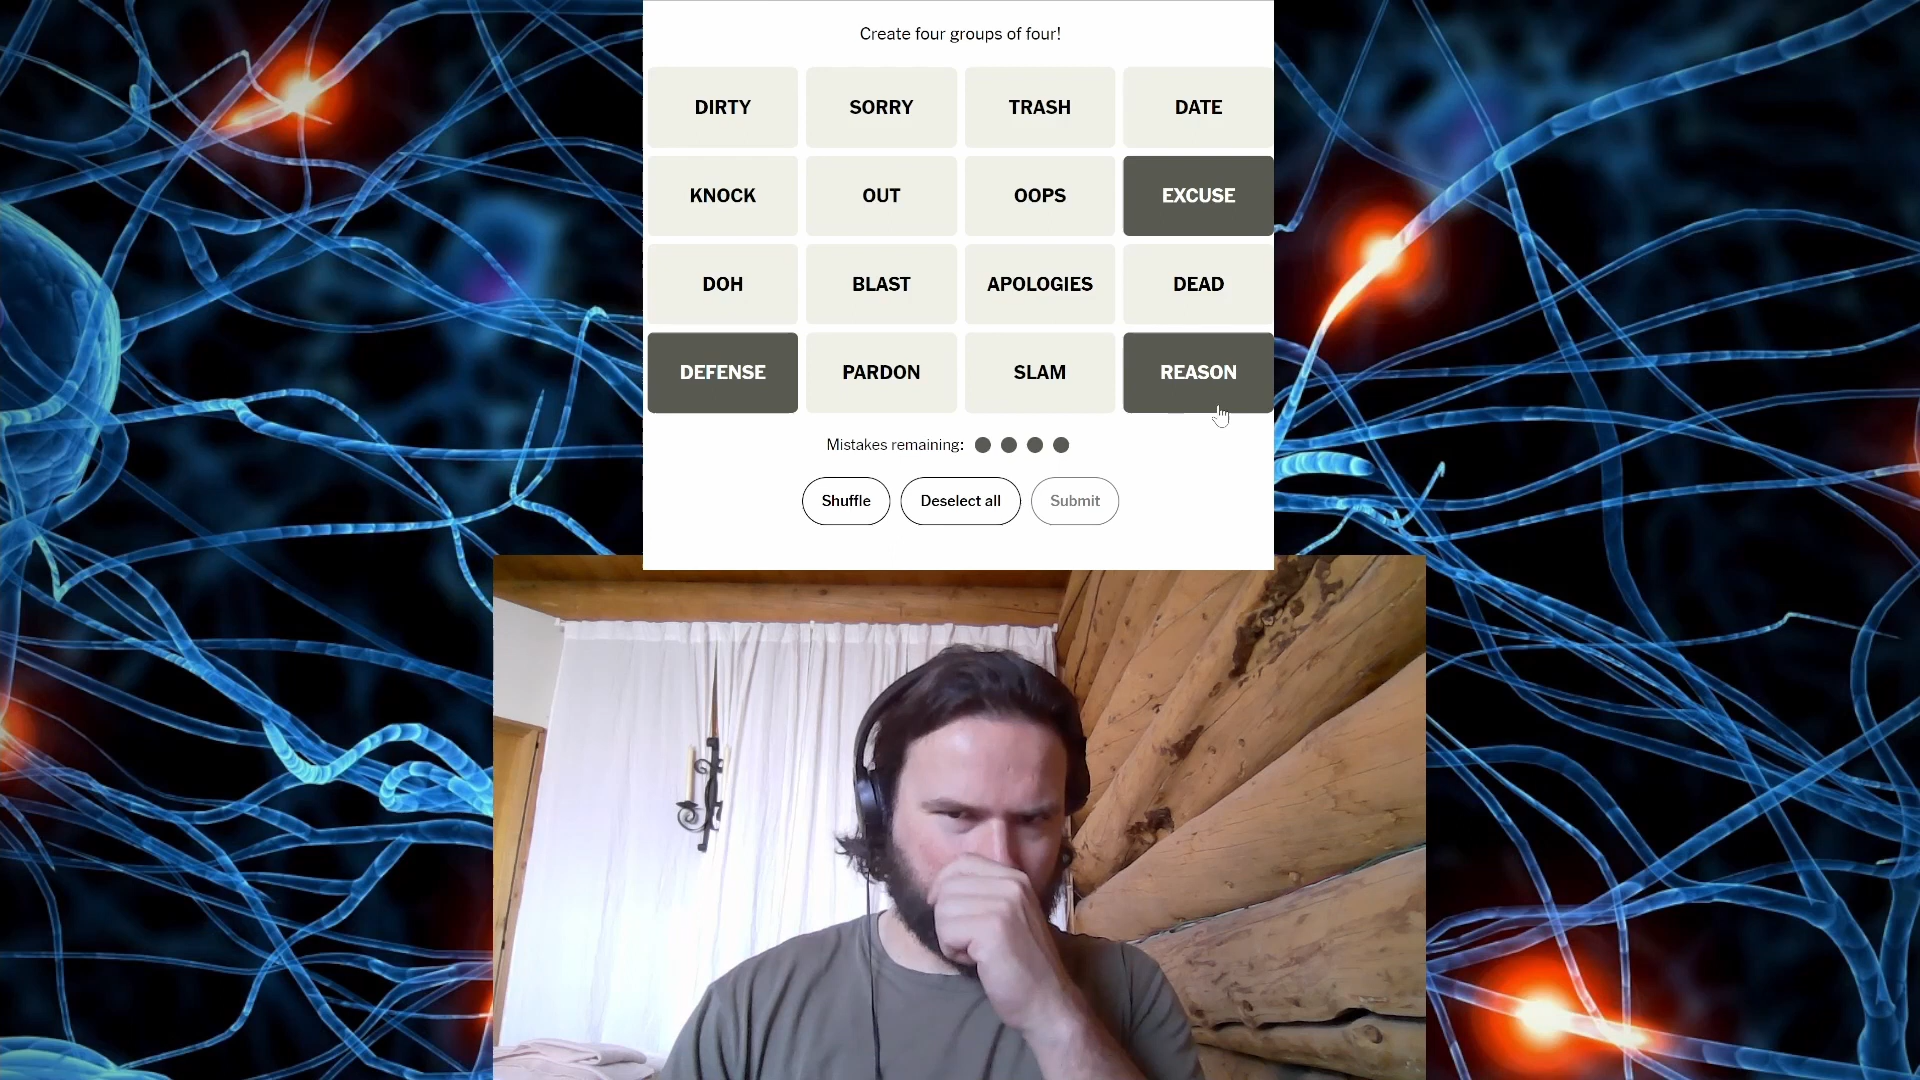 Create four groups of four!
DIRTY SORRY TRASH DATE
KNOCK OUT OOPS EXCUSE
DOH BLAST APOLOGIES DEAD
DEFENSE PARDON SLAM REASON
Mistakes remaining:
Shuffle Deselect all Submit